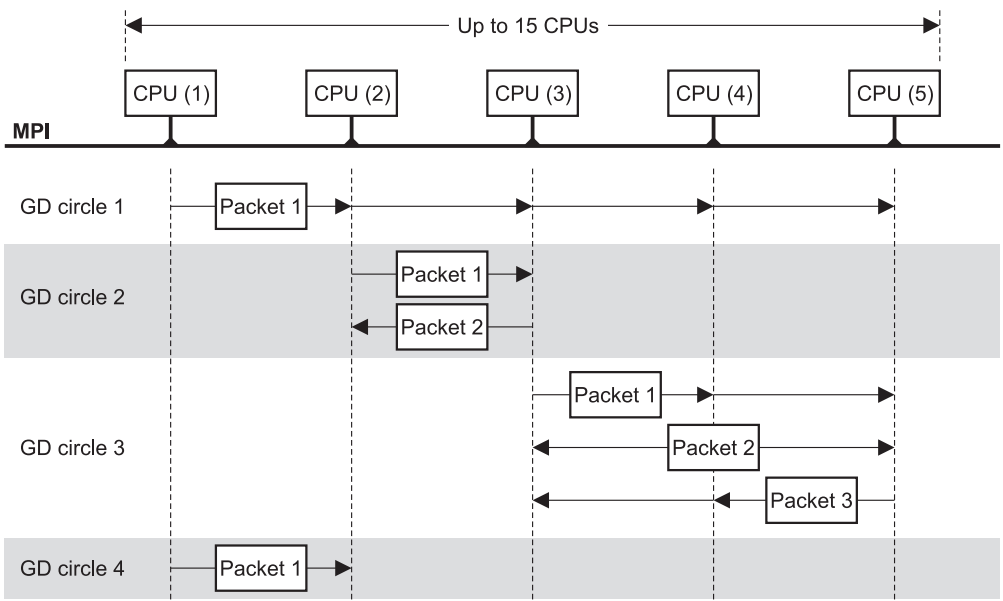 Up to 15 CPUs
CPU (1) CPU (2) CPU (3) CPU (4) CPU (5)
MPI
GD circle 1 Packet 1
GD circle 2
Packet 1
Packet 2
GD circle 3
Packet 1
Packet 2
Packet 3
GD circle 4 Packet 1